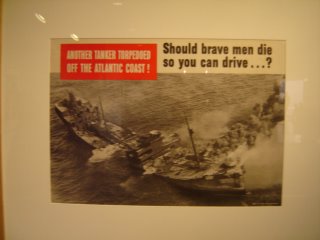 ANOTHER TANKER TORPEDOED
OFF THE ATLANTIC COAST!
Should brave men die
so you can drive...?